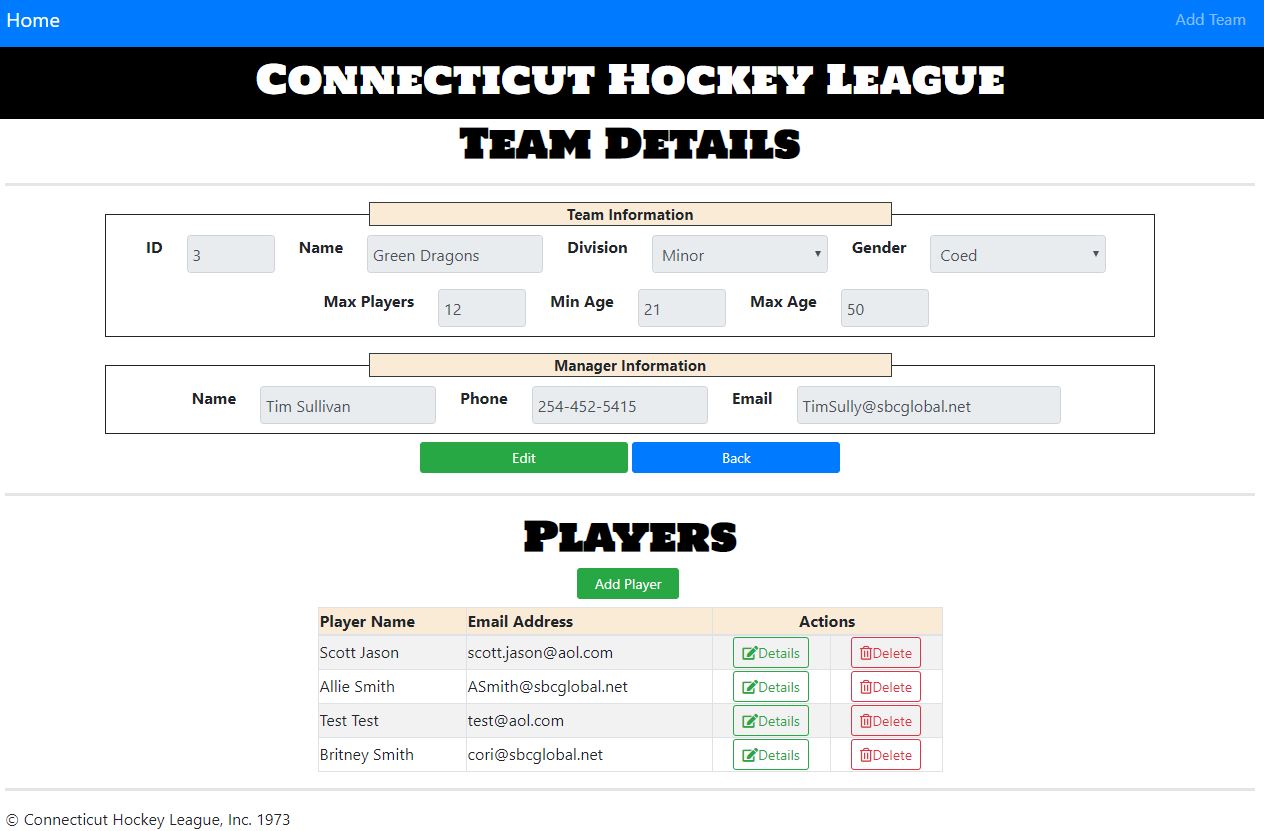 Home Add Team
Connecticut Hockey League
Team Details
Team Information
ID 3 Name Green Dragons Division Minor Gender Coed
Max Players 12 Min Age 21 Max Age 50
Manager Information
Name Tim Sullivan Phone 254-452-5415 Email TimSully@sbcglobal.net
Edit Back
Players
Add Player
Player Name Email Address Actions
Scott Jason scott.jason@aol.com Details Delete
Allie Smith ASmith@sbcglobal.net Details Delete
Test Test test@aol.com Details Delete
Britney Smith cori@sbcglobal.net Details Delete
© Connecticut Hockey League, Inc. 1973